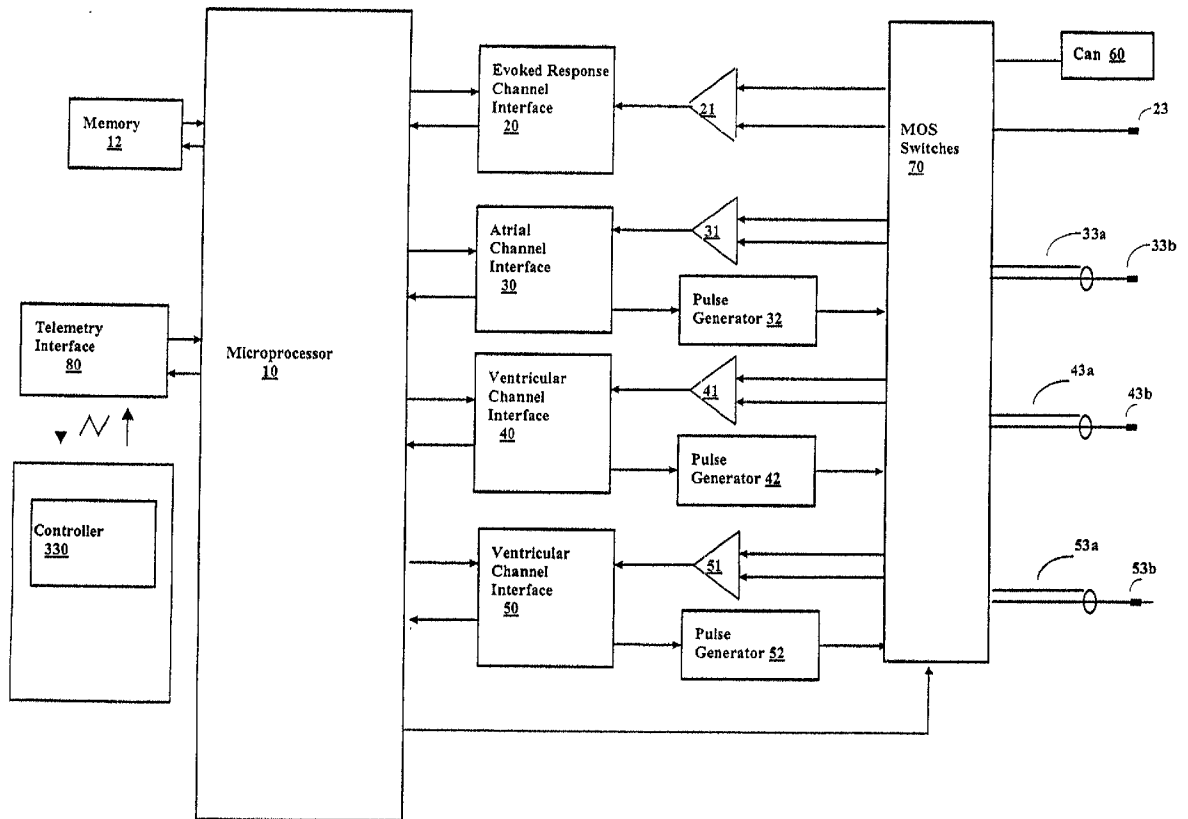 Memory
12
Telemetry
Interface
80
Controller
330
Microprocessor
10
Evoked Response
Channel
Interface
20
21
Atrial
Channel
Interface
30
31
Pulse
Generator 32
Ventricular
Channel
Interface
40
41
Pulse
Generator 42
Ventricular
Channel
Interface
50
51
Pulse
Generator 52
MOS
Switches
70
Can 60
23
33a
33b
43a
43b
53a
53b